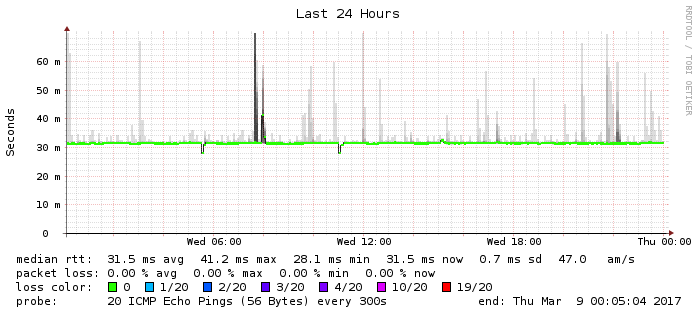 Last 24 Hours
RRDTOOL / TOBI OETIKER
Seconds
60 m
50 m
40 m
30 m
20 m
10 m
0
Wed 06:00 Wed 12:00 Wed 18:00 Thu 00:00
median rtt: 31.5 ms avg 41.2 ms max 28.1 ms min 31.5 ms now 0.7 ms sd 47.0 am/s
packet loss: 0.00 % avg 0.00 % max 0.00 % min 0.00 % now
loss color: 0 1/20 2/20 3/20 4/20 10/20 19/20
probe: 20 ICMP Echo Pings (56 Bytes) every 300s end: Thu Mar 9 00:05:04 2017